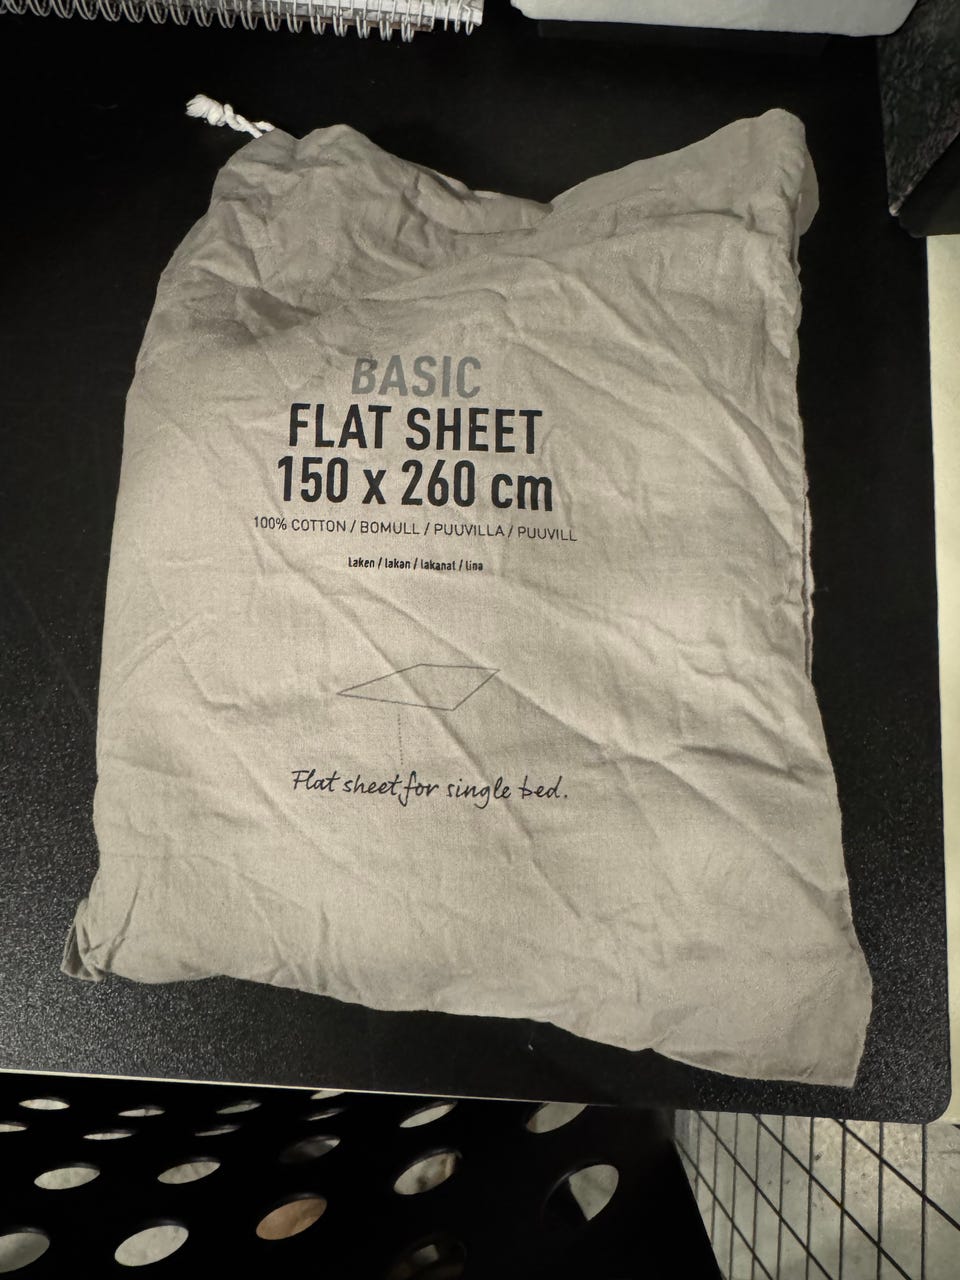 BASIC
FLAT SHEET
150 x 260 cm
100% COTTON / BOMULL / PUUVILLA / PUUVILL
Laken / lakan / lakanat / lina
Flat sheet for single bed.